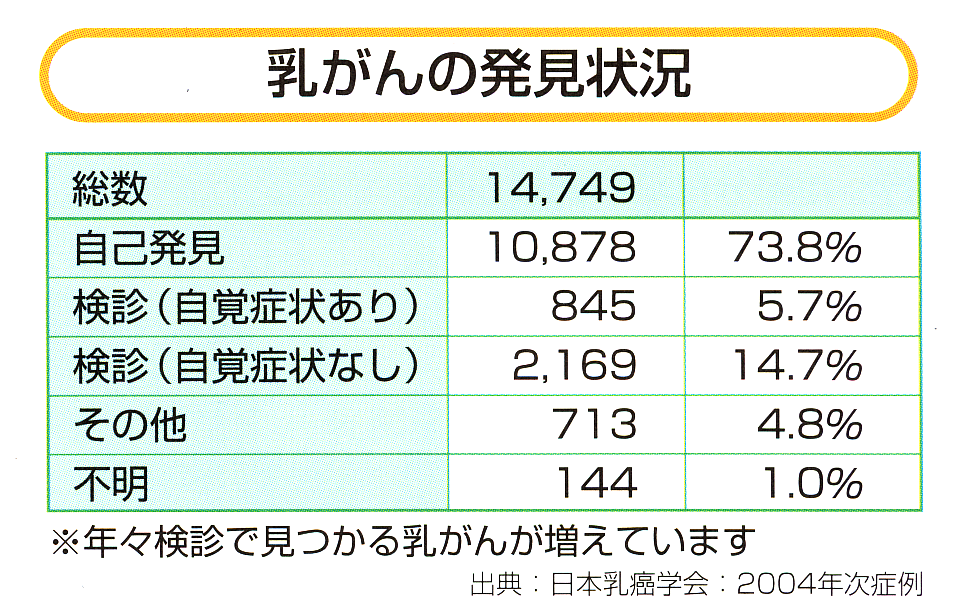 乳がんの発見状況
総数 14,749
自己発見 10,878 73.8%
検診(自覚症状あり) 845 5.7%
検診(自覚症状なし) 2,169 14.7%
その他 713 4.8%
不明 144 1.0%
※年々検診で見つかる乳がんが増えています
出典:日本乳癌学会:2004年次症例